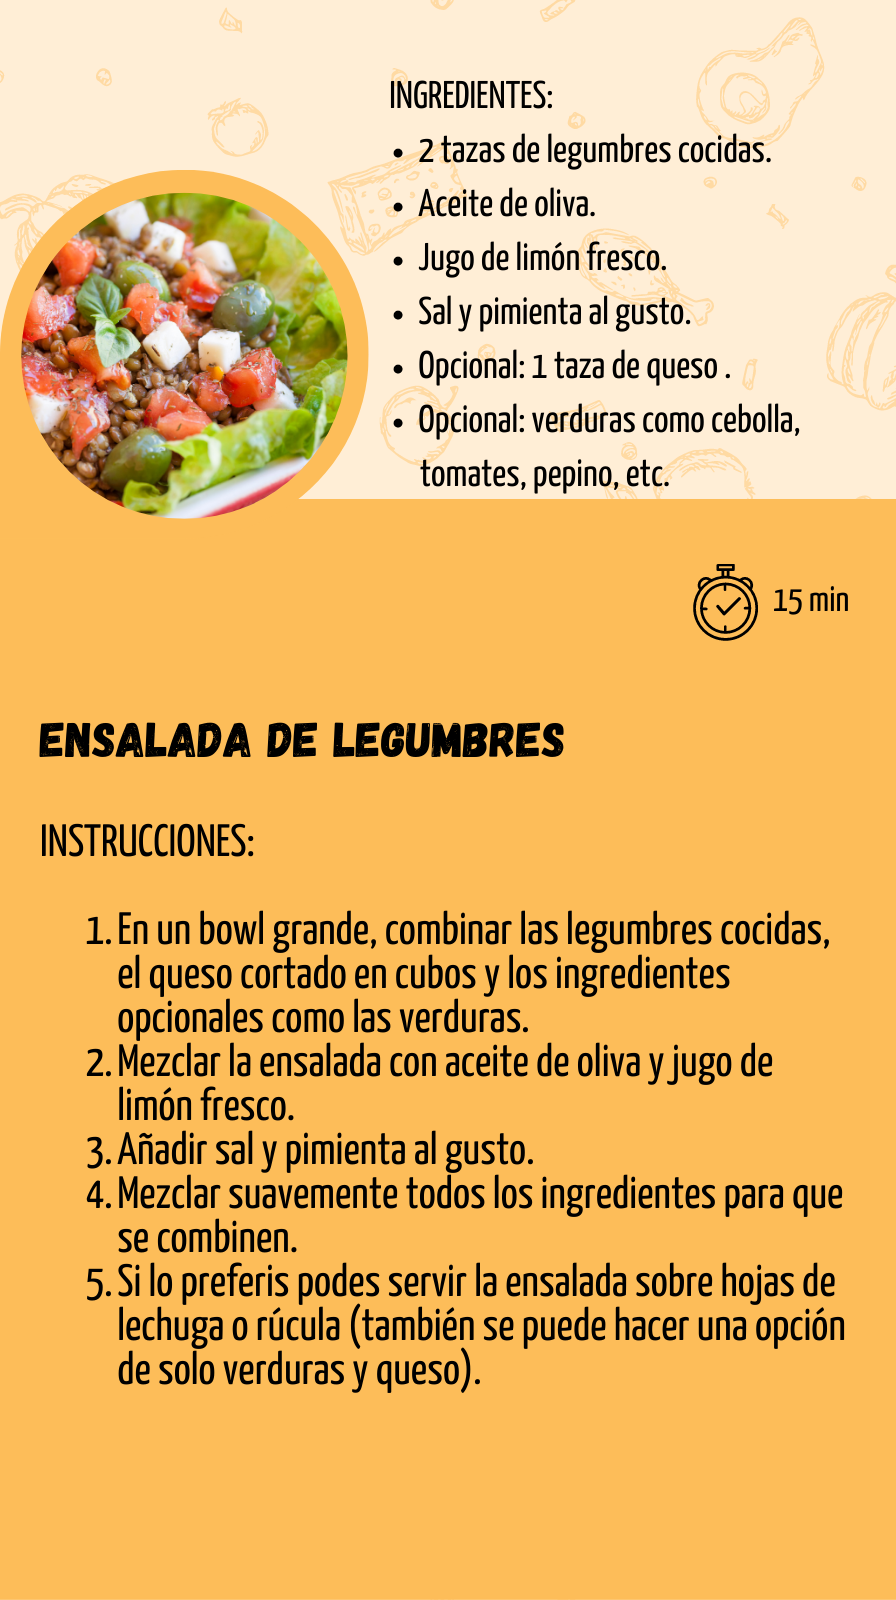 INGREDIENTES:
• 2 tazas de legumbres cocidas.
• Aceite de oliva.
• Jugo de limón fresco.
• Sal y pimienta al gusto.
• Opcional: 1 taza de queso .
• Opcional: verduras como cebolla,
tomates, pepino, etc.
15 min
ENSALADA DE LEGUMBRES
INSTRUCCIONES:
1. En un bowl grande, combinar las legumbres cocidas,
el queso cortado en cubos y los ingredientes
opcionales como las verduras.
2. Mezclar la ensalada con aceite de oliva y jugo de
limón fresco.
3. Añadir sal y pimienta al gusto.
4. Mezclar suavemente todos los ingredientes para que
se combinen.
5. Si lo preferis podes servir la ensalada sobre hojas de
lechuga o rúcula (también se puede hacer una opción
de solo verduras y queso).